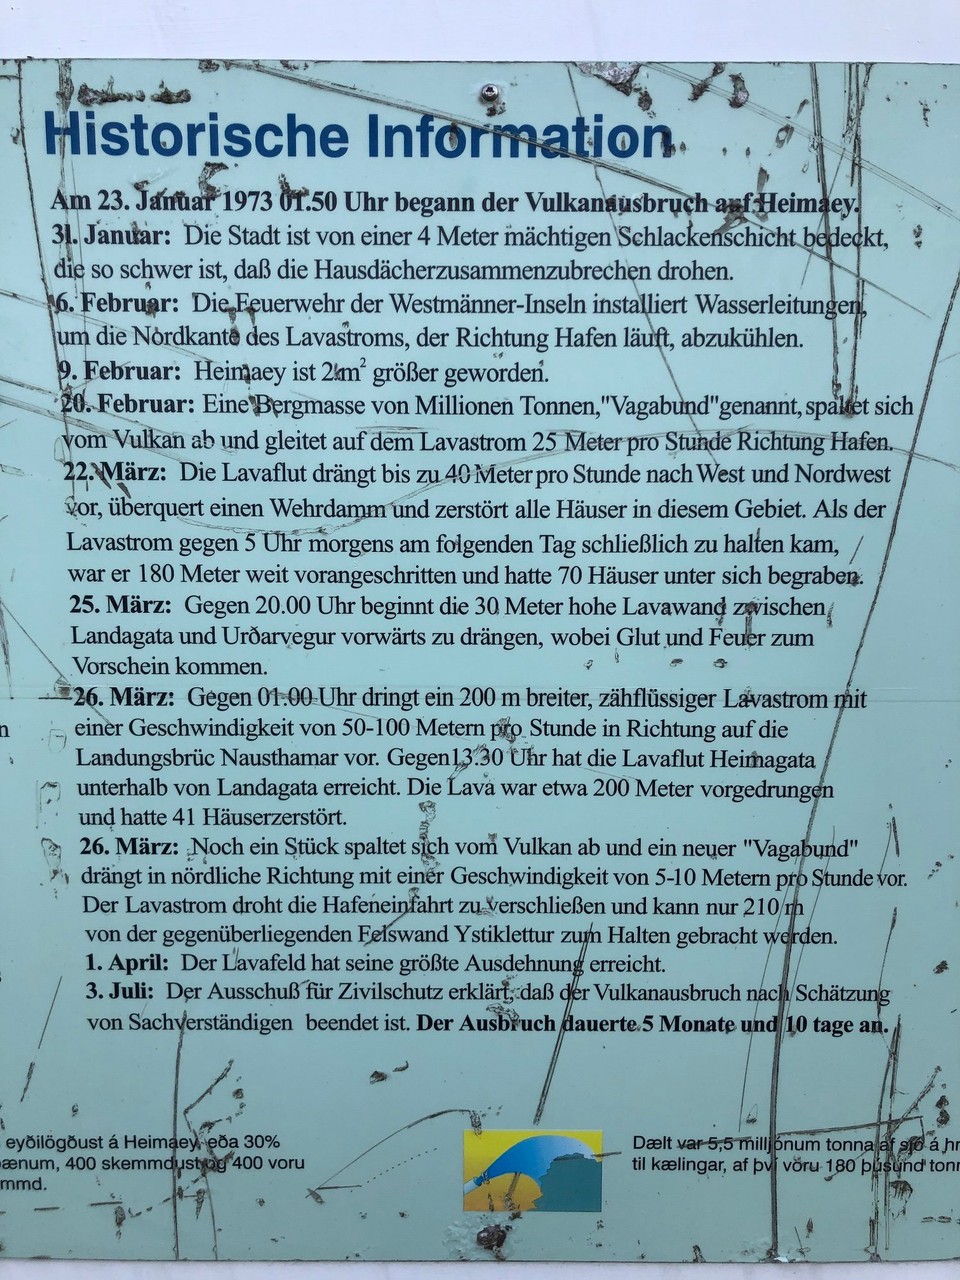 Historische Information
Am 23. Januar 1973 01.50 Uhr begann der Vulkanausbruch auf Heimaey.
31. Januar: Die Stadt ist von einer 4 Meter mächtigen Schlackenschicht bedeckt,
die so schwer ist, daß die Hausdächerzusammenzubrechen drohen.
6. Februar: Die Feuerwehr der Westmänner-Inseln installiert Wasserleitungen,
um die Nordkante des Lavastroms, der Richtung Hafen läuft, abzukühlen.
9. Februar: Heimaey ist 2km² größer geworden.
20. Februar: Eine Bergmasse von Millionen Tonnen,"Vagabund"genannt, spaltet sich
vom Vulkan ab und gleitet auf dem Lavastrom 25 Meter pro Stunde Richtung Hafen.
22. März: Die Lavaflut drängt bis zu 40 Meter pro Stunde nach West und Nordwest
vor, überquert einen Wehrdamm und zerstört alle Häuser in diesem Gebiet. Als der
Lavastrom gegen 5 Uhr morgens am folgenden Tag schließlich zu halten kam,
war er 180 Meter weit vorangeschritten und hatte 70 Häuser unter sich begraben.
25. März: Gegen 20.00 Uhr beginnt die 30 Meter hohe Lavawand zwischen
Landagata und Urðarvegur vorwärts zu drängen, wobei Glut und Feuer zum
Vorschein kommen.
26. März: Gegen 01.00 Uhr dringt ein 200 m breiter, zähflüssiger Lavastrom mit
einer Geschwindigkeit von 50-100 Metern pro Stunde in Richtung auf die
Landungsbrüc Nausthamar vor. Gegen13.30 Uhr hat die Lavaflut Heimagata
unterhalb von Landagata erreicht. Die Lava war etwa 200 Meter vorgedrungen
und hatte 41 Häuserzerstört.
26. März: Noch ein Stück spaltet sich vom Vulkan ab und ein neuer "Vagabund"
drängt in nördliche Richtung mit einer Geschwindigkeit von 5-10 Metern pro Stunde vor.
Der Lavastrom droht die Hafeneinfahrt zu verschließen und kann nur 210 m
von der gegenüberliegenden Felswand Ystiklettur zum Halten gebracht werden.
1. April: Der Lavafeld hat seine größte Ausdehnung erreicht.
3. Juli: Der Ausschuß für Zivilschutz erklärt, daß der Vulkanausbruch nach Schätzung
von Sachverständigen beendet ist. Der Ausbruch dauerte 5 Monate und 10 tage an.
n
eyðilögðust á Heimaey, eða 30%
ænum, 400 skemmdust og 400 voru
mmd.
Dælt var 5,5 milljónum tonna af sjó á hr
til kælingar, af því voru 180 þúsund tonn